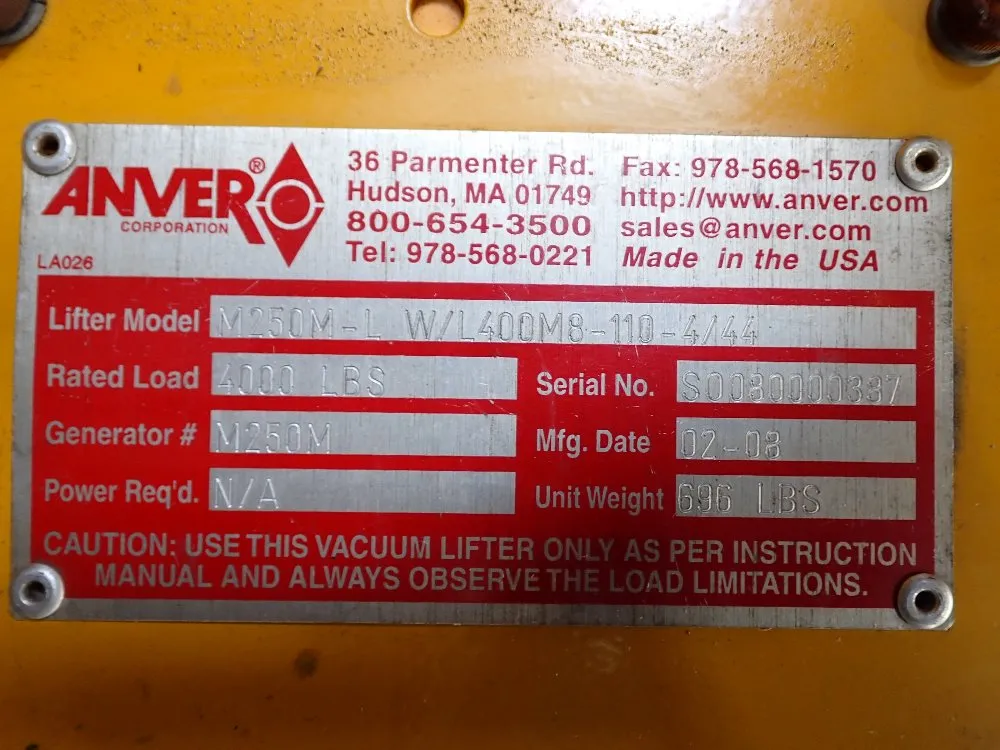 ANVER®
CORPORATION
LA026
36 Parmenter Rd.
Hudson, MA 01749
800-654-3500
Tel: 978-568-0221
Fax: 978-568-1570
http://www.anver.com
sales@anver.com
Made in the USA
Lifter Model M250M-L W/L400M8-110-4/44
Rated Load 4000 LBS
Serial No. S0080000387
Generator # M250M
Mfg. Date 02-08
Power Req'd. N/A
Unit Weight 696 LBS
CAUTION: USE THIS VACUUM LIFTER ONLY AS PER INSTRUCTION
MANUAL AND ALWAYS OBSERVE THE LOAD LIMITATIONS.